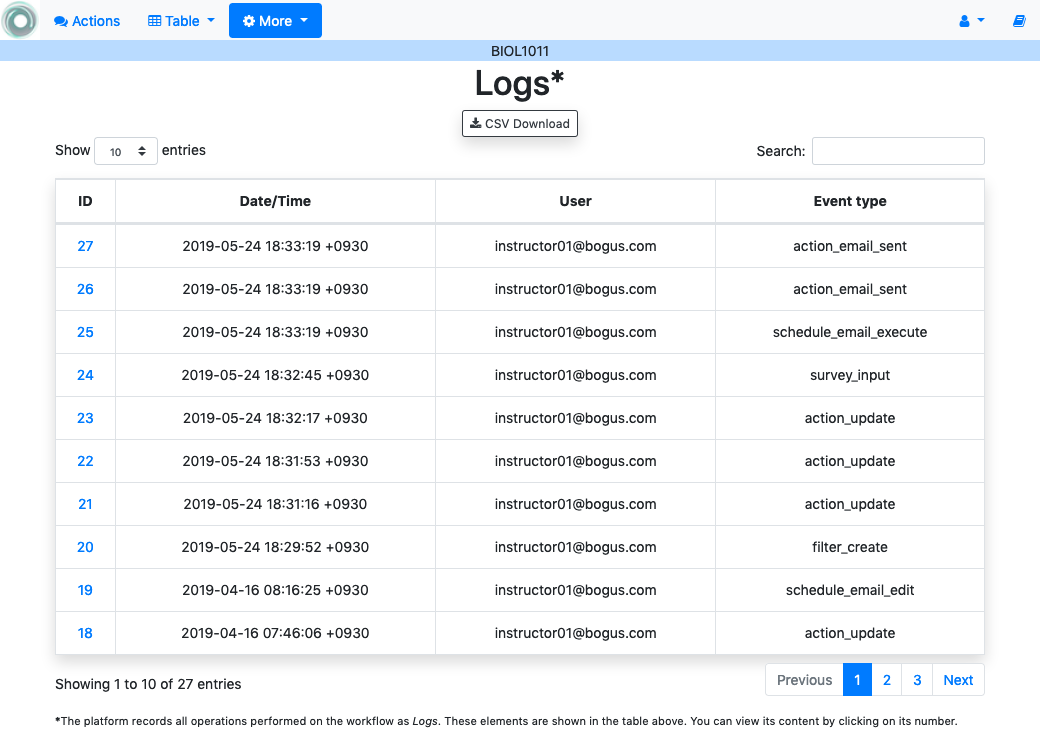 Actions Table More
BIOL1011
Logs*
CSV Download
Show 10 entries Search:
ID Date/Time User Event type
27 2019-05-24 18:33:19 +0930 instructor01@bogus.com action_email_sent
26 2019-05-24 18:33:19 +0930 instructor01@bogus.com action_email_sent
25 2019-05-24 18:33:19 +0930 instructor01@bogus.com schedule_email_execute
24 2019-05-24 18:32:45 +0930 instructor01@bogus.com survey_input
23 2019-05-24 18:32:17 +0930 instructor01@bogus.com action_update
22 2019-05-24 18:31:53 +0930 instructor01@bogus.com action_update
21 2019-05-24 18:31:16 +0930 instructor01@bogus.com action_update
20 2019-05-24 18:29:52 +0930 instructor01@bogus.com filter_create
19 2019-04-16 08:16:25 +0930 instructor01@bogus.com schedule_email_edit
18 2019-04-16 07:46:06 +0930 instructor01@bogus.com action_update
Showing 1 to 10 of 27 entries Previous 1 2 3 Next
*The platform records all operations performed on the workflow as Logs. These elements are shown in the table above. You can view its content by clicking on its number.